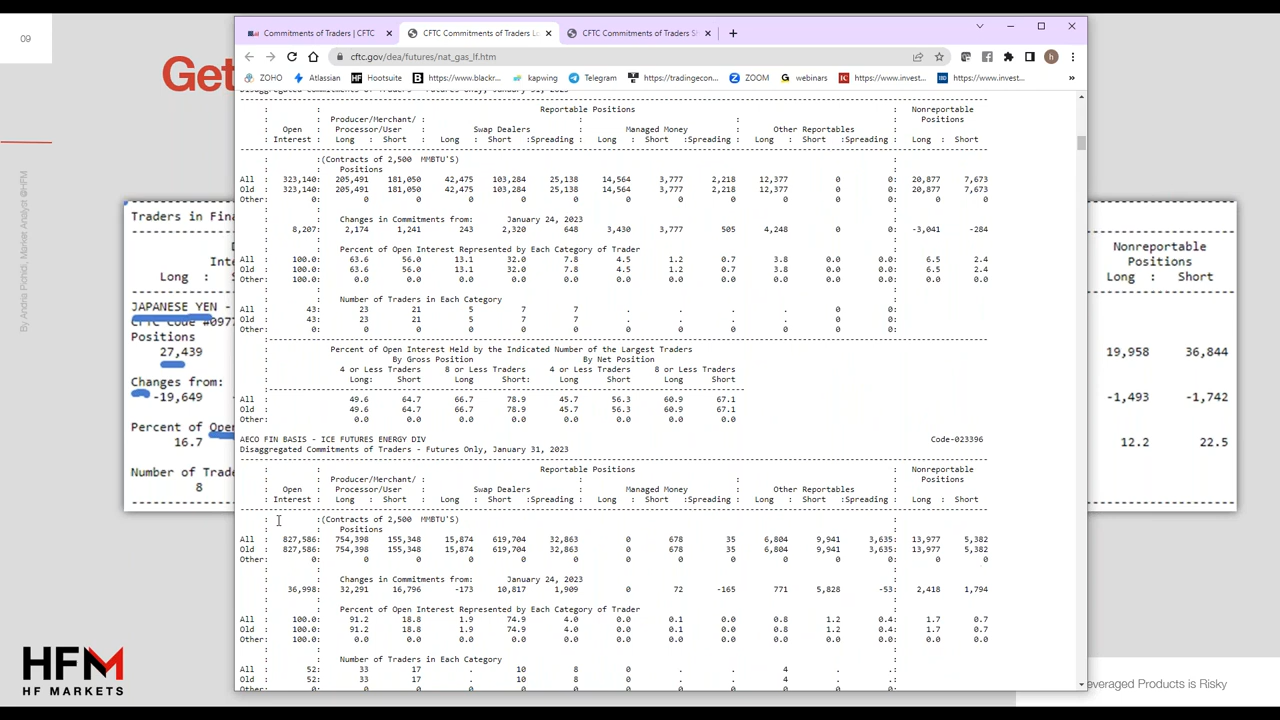 09
Get
By Andria Pichidi, Market Analyst @HFM
Commitments of Traders | CFTC
CFTC Commitments of Traders Lo
CFTC Commitments of Traders S
cftc.gov/dea/futures/nat_gas_lf.htm
ZOHO Atlassian Hootsuite https://www.blackr... kapwing Telegram https://tradingecon... ZOOM webinars https://www.invest... https://www.invest... »
Disaggregated Commitments of Traders - Futures Only, January 31, 2023
: : Reportable Positions : Nonreportable
: : Producer/Merchant/ : : : : Positions
: Open : Processor/User : Swap Dealers : Managed Money : Other Reportables :
: Interest : Long : Short : Long : Short :Spreading : Long : Short :Spreading : Long : Short :Spreading : Long : Short
: :(Contracts of 2,500 MMBTU'S) :
: : Positions :
All : 323,140: 205,491 181,050 42,475 103,284 25,138 14,564 3,777 2,218 12,377 0 0: 20,877 7,673
Old : 323,140: 205,491 181,050 42,475 103,284 25,138 14,564 3,777 2,218 12,377 0 0: 20,877 7,673
Other: 0: 0 0 0 0 0 0 0 0 0 0 0: 0 0
: : Changes in Commitments from: January 24, 2023 :
: 8,207: 2,174 1,241 243 2,320 648 3,430 3,777 505 4,248 0 0: -3,041 -284
: : Percent of Open Interest Represented by Each Category of Trader :
All : 100.0: 63.6 56.0 13.1 32.0 7.8 4.5 1.2 0.7 3.8 0.0 0.0: 6.5 2.4
Old : 100.0: 63.6 56.0 13.1 32.0 7.8 4.5 1.2 0.7 3.8 0.0 0.0: 6.5 2.4
Other: 100.0: 0.0 0.0 0.0 0.0 0.0 0.0 0.0 0.0 0.0 0.0 0.0: 0.0 0.0
: : Number of Traders in Each Category :
All : 43: 23 21 5 7 7 . . . . 0 0:
Old : 43: 23 21 5 7 7 . . . . 0 0:
Other: 0: 0 0 0 0 0 0 0 0 0 0 0:
: Percent of Open Interest Held by the Indicated Number of the Largest Traders
: By Gross Position By Net Position
: 4 or Less Traders 8 or Less Traders 4 or Less Traders 8 or Less Traders
: Long: Short Long Short: Long Short Long Short
All : 49.6 64.7 66.7 78.9 45.7 56.3 60.9 67.1
Old : 49.6 64.7 66.7 78.9 45.7 56.3 60.9 67.1
Other: 0.0 0.0 0.0 0.0 0.0 0.0 0.0 0.0
AECO FIN BASIS - ICE FUTURES ENERGY DIV Code-023396
Disaggregated Commitments of Traders - Futures Only, January 31, 2023
: : Reportable Positions : Nonreportable
: : Producer/Merchant/ : : : : Positions
: Open : Processor/User : Swap Dealers : Managed Money : Other Reportables :
: Interest : Long : Short : Long : Short :Spreading : Long : Short :Spreading : Long : Short :Spreading : Long : Short
: :(Contracts of 2,500 MMBTU'S) :
: : Positions :
All : 827,586: 754,398 155,348 15,874 619,704 32,863 0 678 35 6,804 9,941 3,635: 13,977 5,382
Old : 827,586: 754,398 155,348 15,874 619,704 32,863 0 678 35 6,804 9,941 3,635: 13,977 5,382
Other: 0: 0 0 0 0 0 0 0 0 0 0 0: 0 0
: : Changes in Commitments from: January 24, 2023 :
: 36,998: 32,291 16,796 -173 10,817 1,909 0 72 -165 771 5,828 -53: 2,418 1,794
: : Percent of Open Interest Represented by Each Category of Trader :
All : 100.0: 91.2 18.8 1.9 74.9 4.0 0.0 0.1 0.0 0.8 1.2 0.4: 1.7 0.7
Old : 100.0: 91.2 18.8 1.9 74.9 4.0 0.0 0.1 0.0 0.8 1.2 0.4: 1.7 0.7
Other: 100.0: 0.0 0.0 0.0 0.0 0.0 0.0 0.0 0.0 0.0 0.0 0.0: 0.0 0.0
: : Number of Traders in Each Category :
All : 52: 33 17 . 10 8 0 . . 4 . .:
Old : 52: 33 17 . 10 8 0 . . 4 . .:
Other: 0: 0 0 0 0 0 0 0 0 0 0 0:
Traders in Fina
Inte
Long : S
JAPANESE YEN -
CFTC Code #0977
Positions
27,439
Changes from:
-19,649
Percent of Open
16.7
Number of Trade
8
Nonreportable
Positions
Long : Short
19,958 36,844
-1,493 -1,742
12.2 22.5
HFM
HF MARKETS
everaged Products is Risky